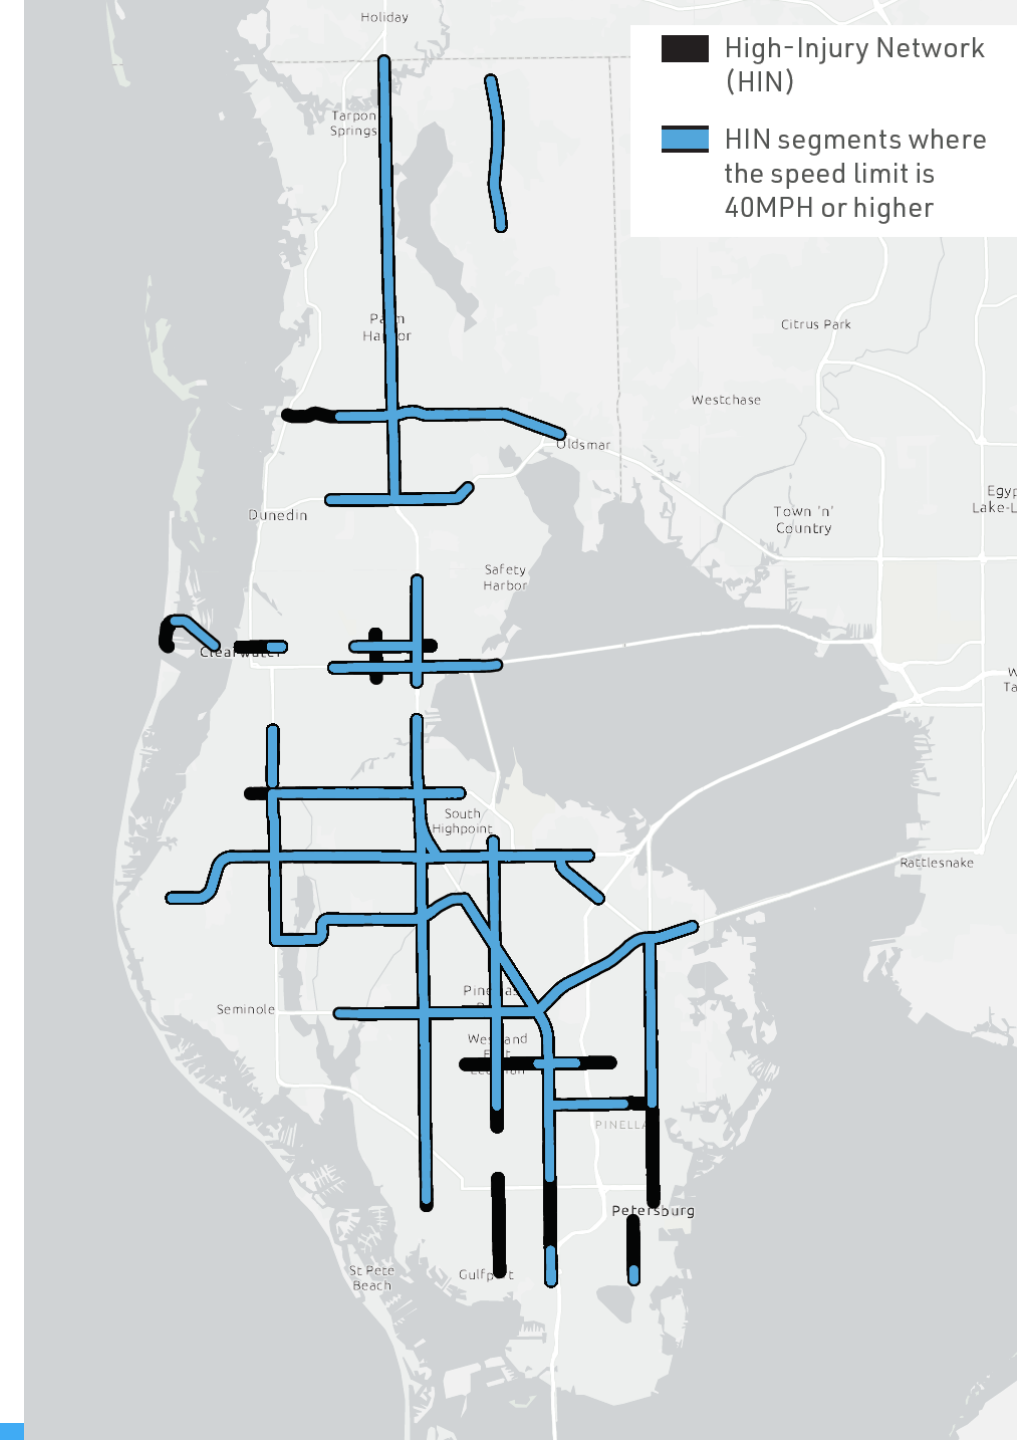 Holiday
High-Injury Network
(HIN)
Tarpon
Springs
HIN segments where
the speed limit is
40MPH or higher
Citrus Park
Westchase
Oldsmar
Dunedin
Town 'n'
Country
Safety
Harbor
South
Highpoint
Rattlesnake
Seminole
Petersburg
St Pete
Beach